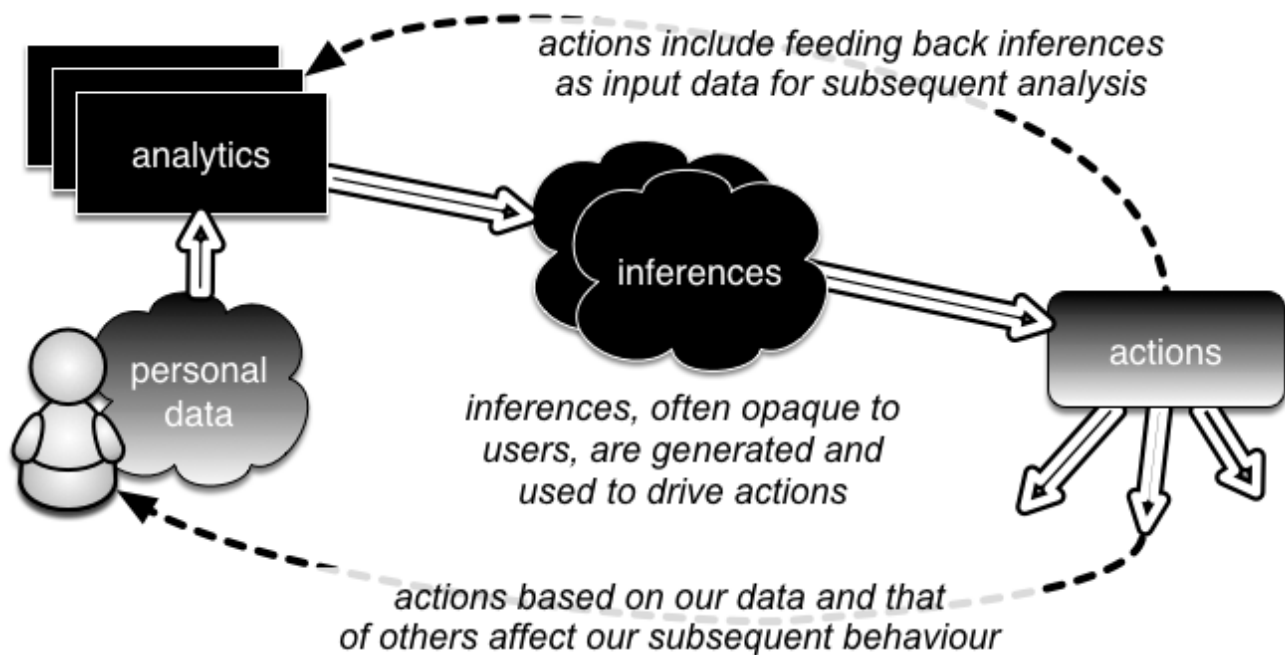 actions include feeding back inferences
as input data for subsequent analysis
analytics
inferences
personal
data
actions
inferences, often opaque to
users, are generated and
used to drive actions
actions based on our data and that
of others affect our subsequent behaviour